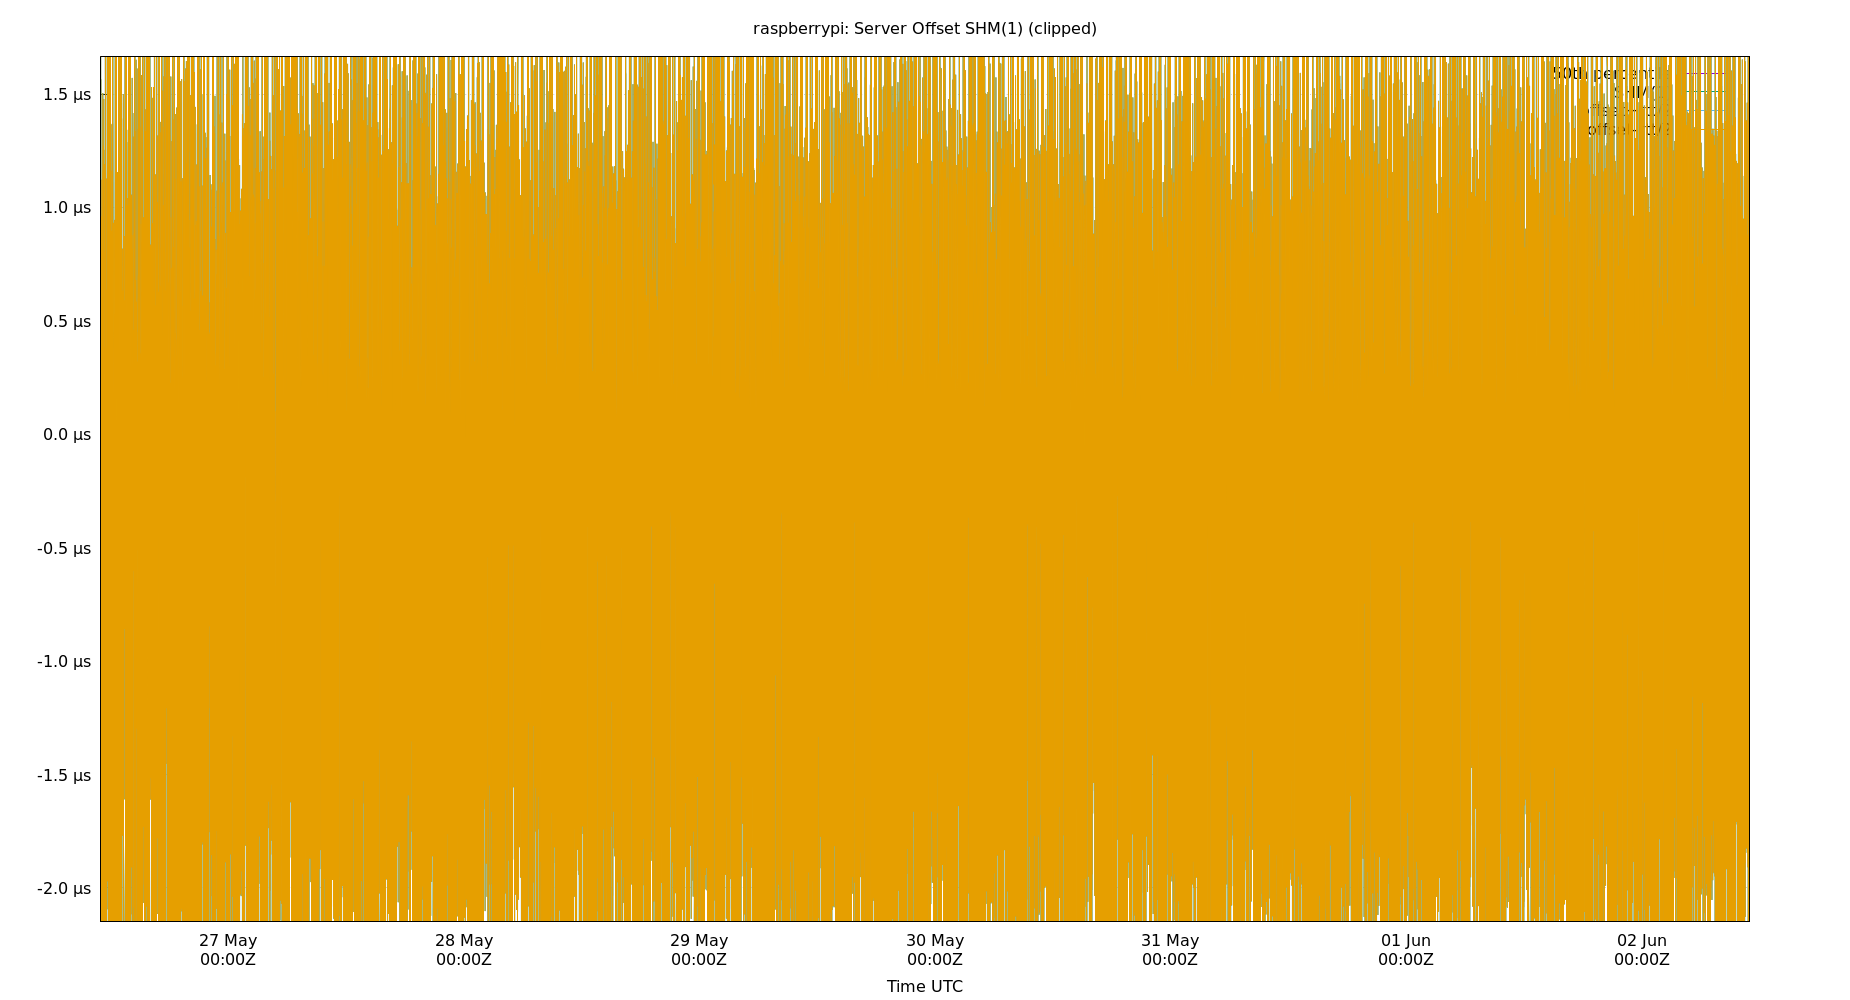 raspberrypi: Server Offset SHM(1) (clipped)
1.5 µs
1.0 µs
0.5 µs
0.0 µs
-0.5 µs
-1.0 µs
-1.5 µs
-2.0 µs
50th percent
27 May 28 May 29 May 30 May 31 May 01 Jun 02 Jun
00:00Z 00:00Z 00:00Z 00:00Z 00:00Z 00:00Z 00:00Z
Time UTC